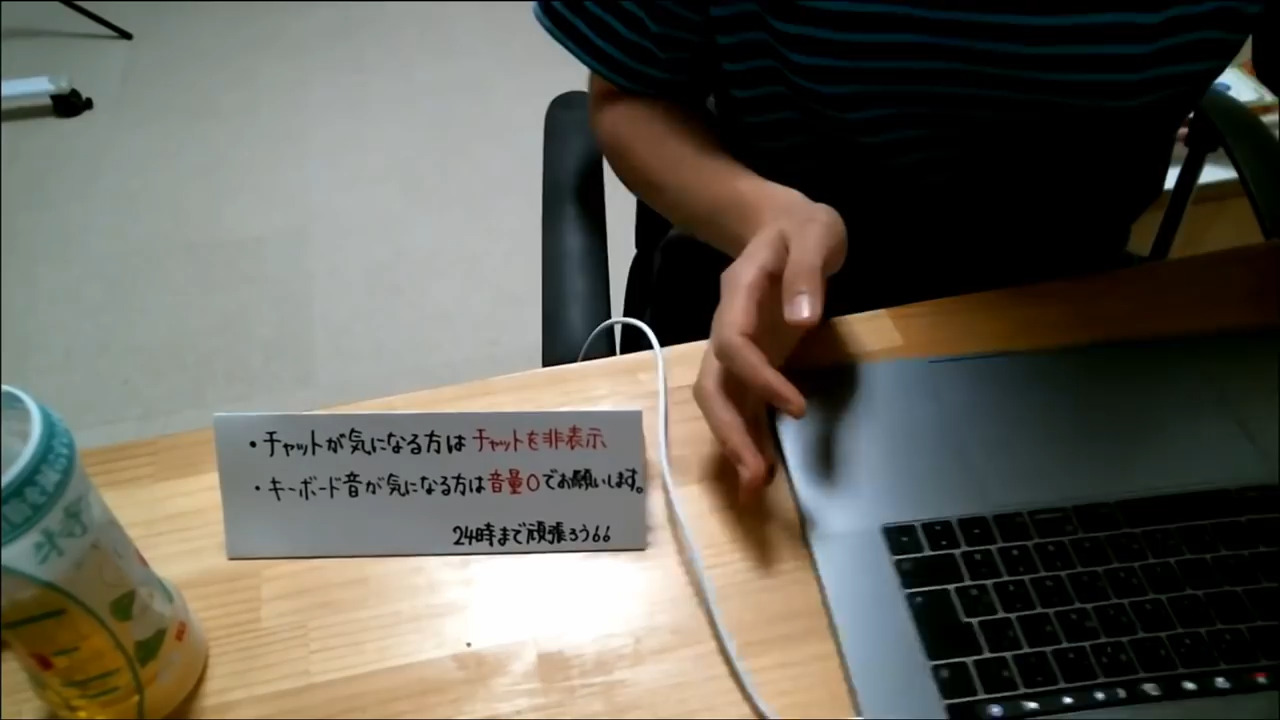 ・チャットが気になる方はチャットを非表示
・キーボード音が気になる方は音量0でお願いします。
24時まで頑張ろう66